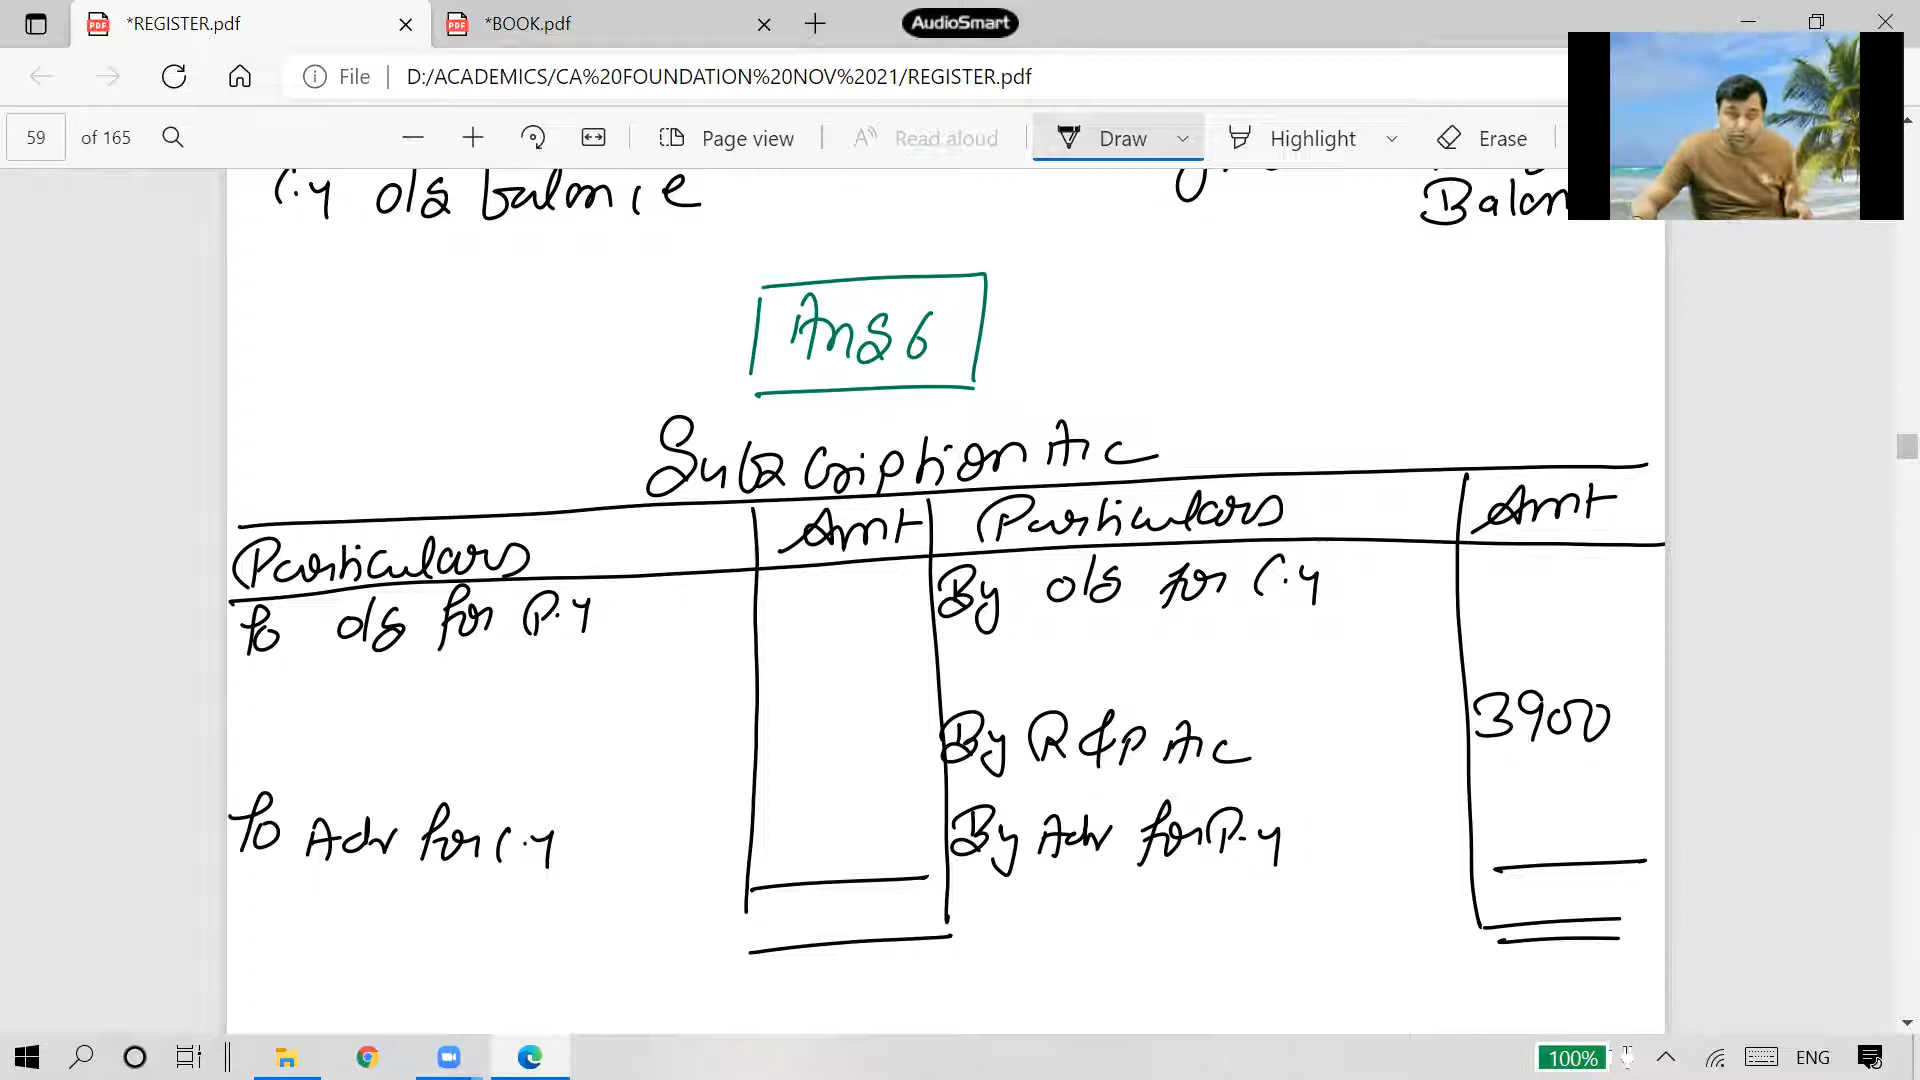 *REGISTER.pdf
*BOOK.pdf
AudioSmart
File D:/ACADEMICS/CA%20FOUNDATION%20NOV%2021/REGISTER.pdf
59 of 165
Page view
Read aloud
Draw
Highlight
Erase
C.Y o/s balance
Balan
Ans 6
Subscription A/c
Particulars Amt Particulars Amt
To o/s for P.Y By o/s for C.Y
By R&P A/c 3900
To Adv for C.Y By Adv for P.Y
100% ENG